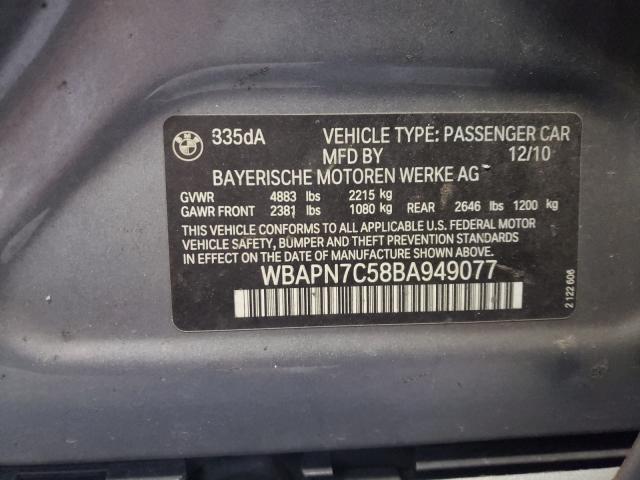 BMW
335dA VEHICLE TYPE: PASSENGER CAR
MFD BY 12/10
BAYERISCHE MOTOREN WERKE AG
GVWR 4883 lbs 2215 kg
GAWR FRONT 2381 lbs 1080 kg REAR 2646 lbs 1200 kg
THIS VEHICLE CONFORMS TO ALL APPLICABLE U.S. FEDERAL MOTOR
VEHICLE SAFETY, BUMPER AND THEFT PREVENTION STANDARDS
IN EFFECT ON THE DATE OF MANUFACTURE SHOWN ABOVE.
WBAPN7C58BA949077
2 122 606